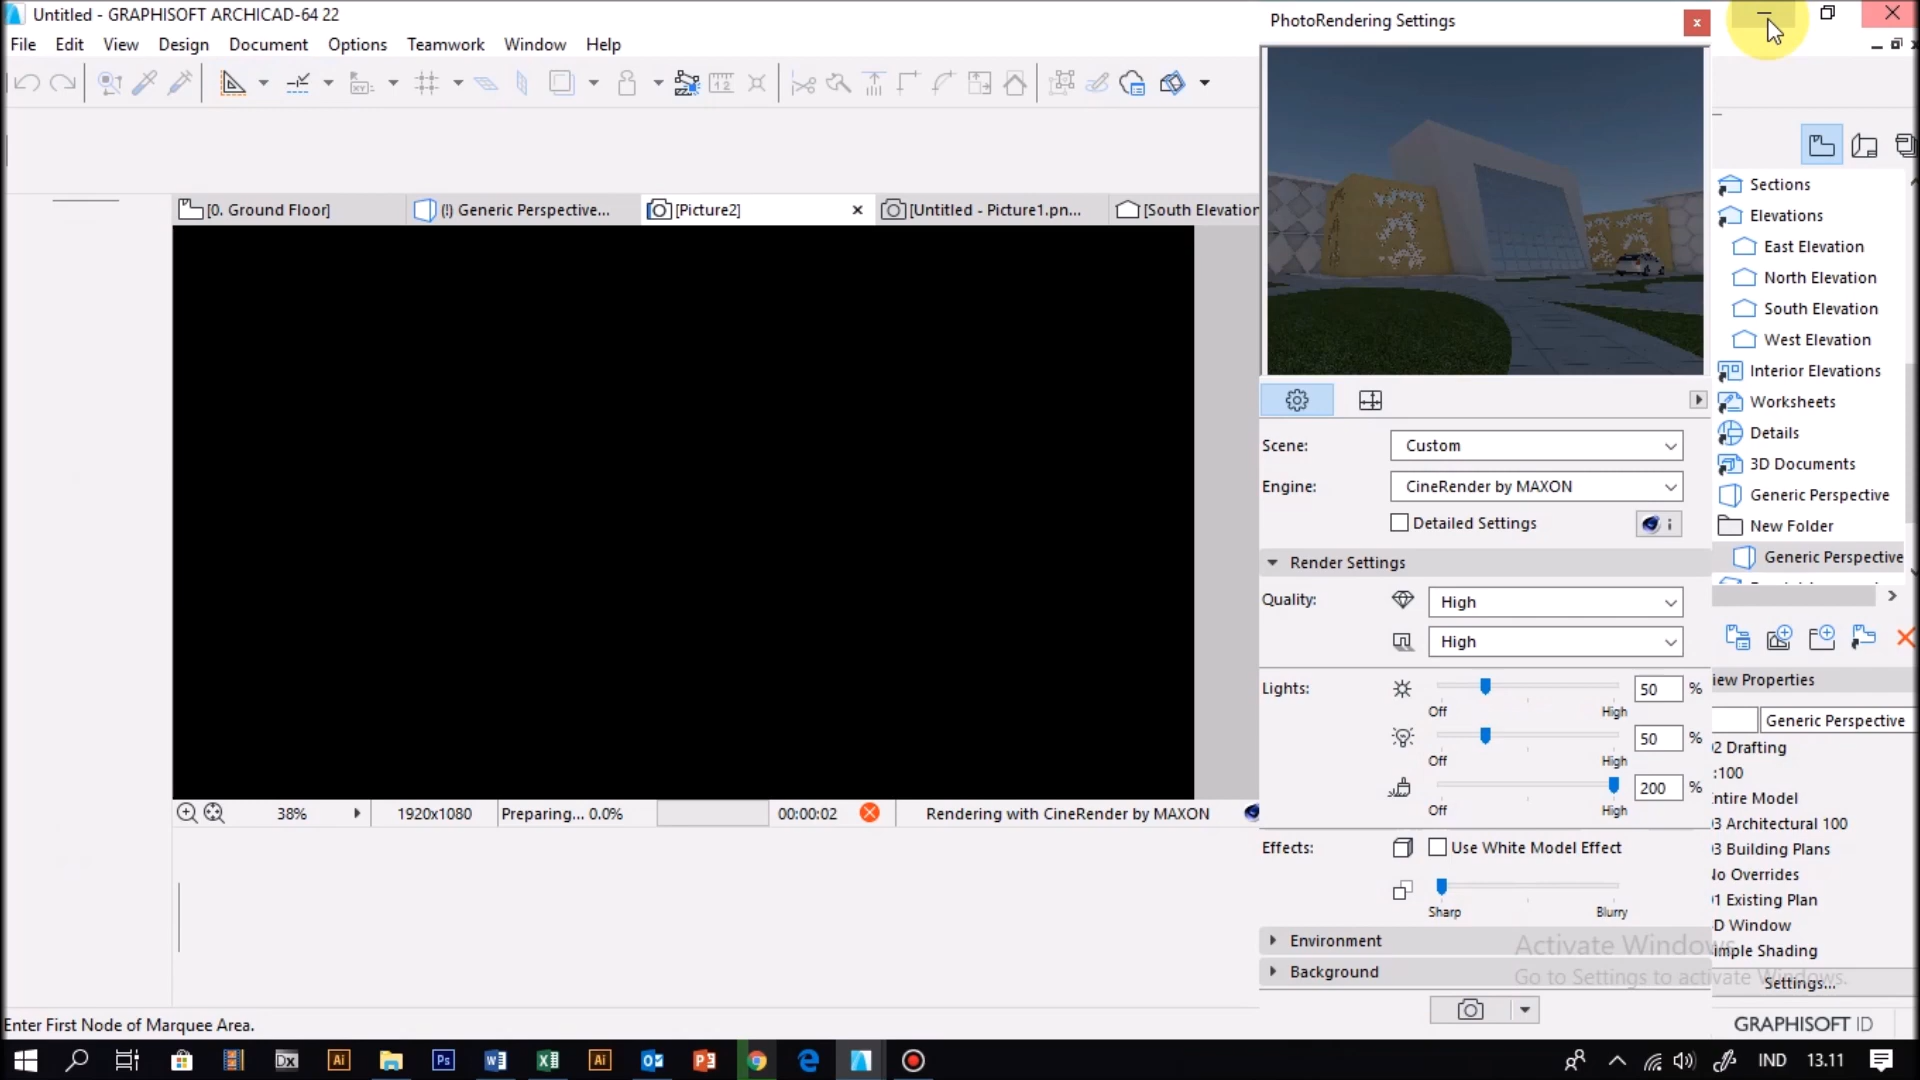 Untitled - GRAPHISOFT ARCHICAD-64 22
File Edit View Design Document Options Teamwork Window Help
[0. Ground Floor]
(!) Generic Perspective...
[Picture2]
[Untitled - Picture1.pn...
[South Elevation
38%
1920x1080
Preparing... 0.0%
00:00:02
Rendering with CineRender by MAXON
Enter First Node of Marquee Area.
PhotoRendering Settings
Scene: Custom
Engine: CineRender by MAXON
Detailed Settings
i
Render Settings
Quality: High
High
Lights: 50 %
Off High
50 %
Off High
200 %
Off High
Effects: Use White Model Effect
Sharp Blurry
Environment
Background
Sections
Elevations
East Elevation
North Elevation
South Elevation
West Elevation
Interior Elevations
Worksheets
Details
3D Documents
Generic Perspective
New Folder
Generic Perspective
iew Properties
Generic Perspective
2 Drafting
:100
ntire Model
3 Architectural 100
3 Building Plans
No Overrides
1 Existing Plan
D Window
imple Shading
Settings...
Activate Windows
Go to Settings to activate Windows.
GRAPHISOFT ID
Dx
Ai
Ps
Ai
IND
13.11